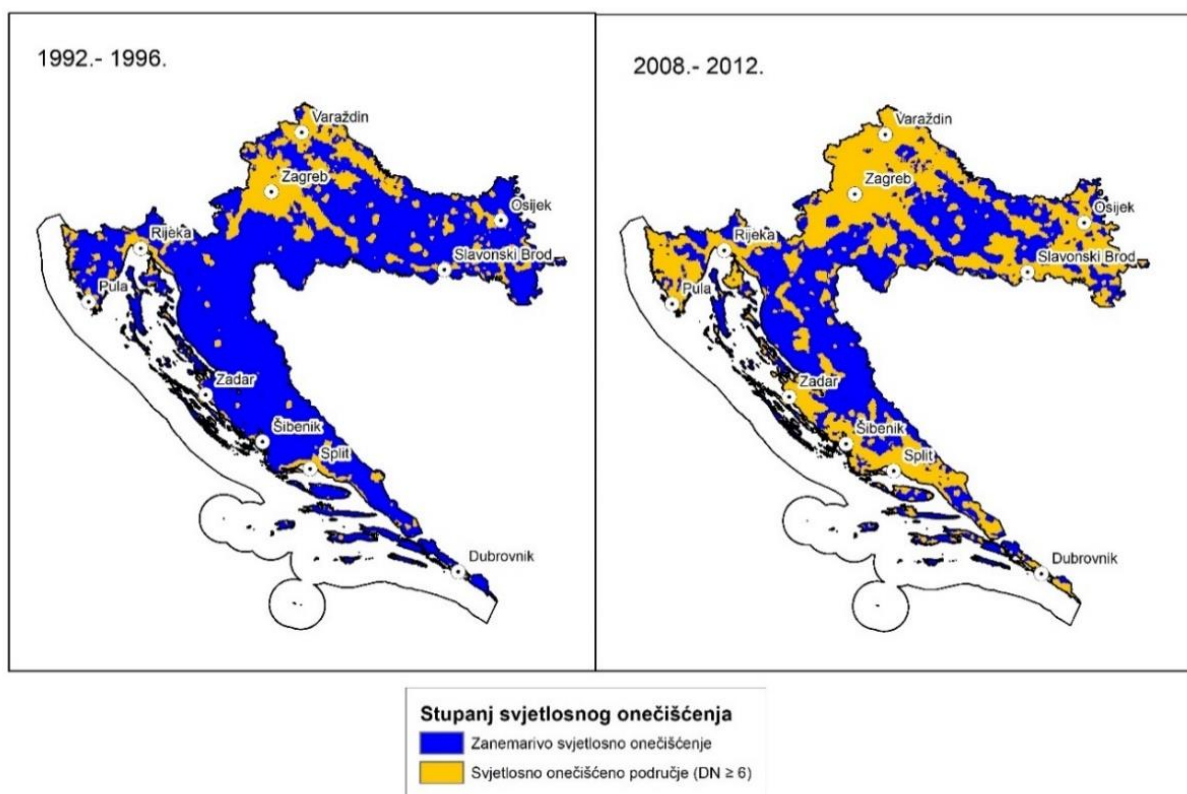 1992.- 1996.
Varaždin
Zagreb
Osijek
Rijeka
Slavonski Brod
Pula
Zadar
Šibenik
Split
Dubrovnik
2008.- 2012.
Varaždin
Zagreb
Osijek
Rijeka
Slavonski Brod
Pula
Zadar
Šibenik
Split
Dubrovnik
Stupanj svjetlosnog onečišćenja
Zanemarivo svjetlosno onečišćenje
Svjetlosno onečišćeno područje (DN ≥ 6)